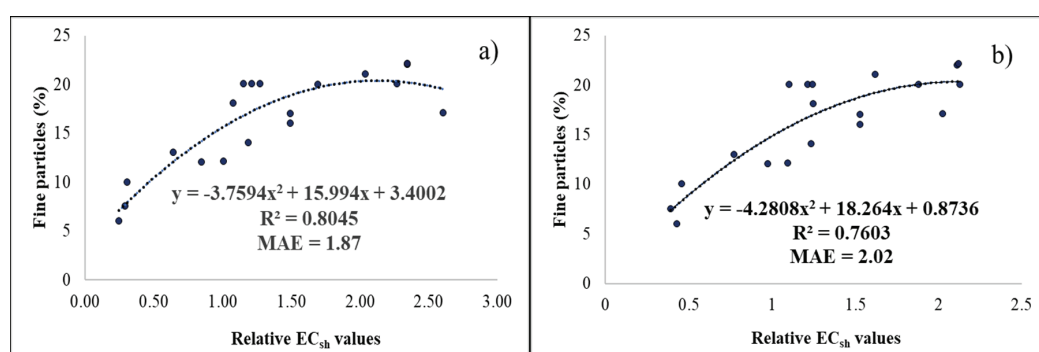 a)
Fine particles (%)
25
20
15
10
5
0
y = -3.7594x² + 15.994x + 3.4002
R² = 0.8045
MAE = 1.87
0.00 0.50 1.00 1.50 2.00 2.50 3.00
Relative ECsh values
b)
Fine particles (%)
25
20
15
10
5
0
y = -4.2808x² + 18.264x + 0.8736
R² = 0.7603
MAE = 2.02
0 0.5 1 1.5 2 2.5
Relative ECsh values